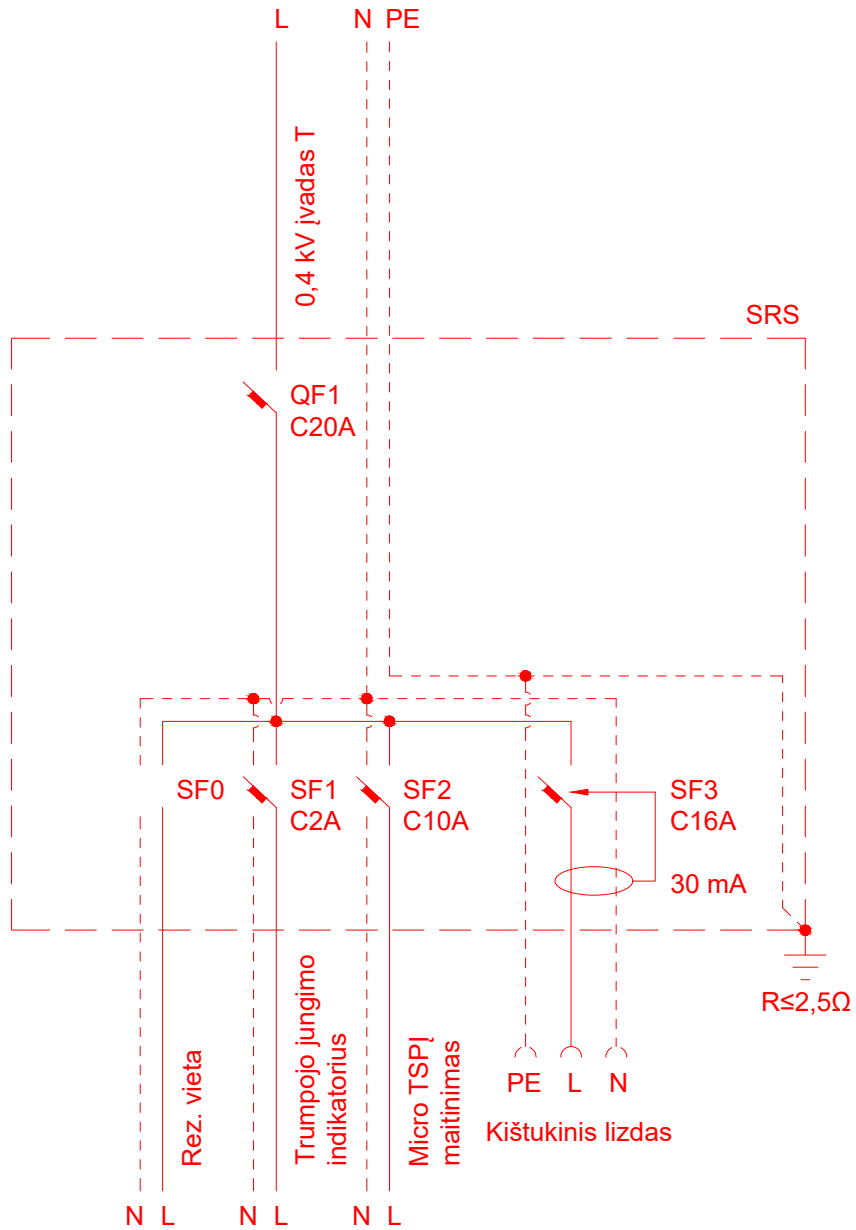 L N PE
0,4 kV įvadas T
SRS
QF1
C20A
SF0
SF1
C2A
SF2
C10A
SF3
C16A
30 mA
R≤2,5Ω
Rez. vieta
Trumpojo jungimo
indikatorius
Micro TSPĮ
maitinimas
PE L N
Kištukinis lizdas
N L N L N L